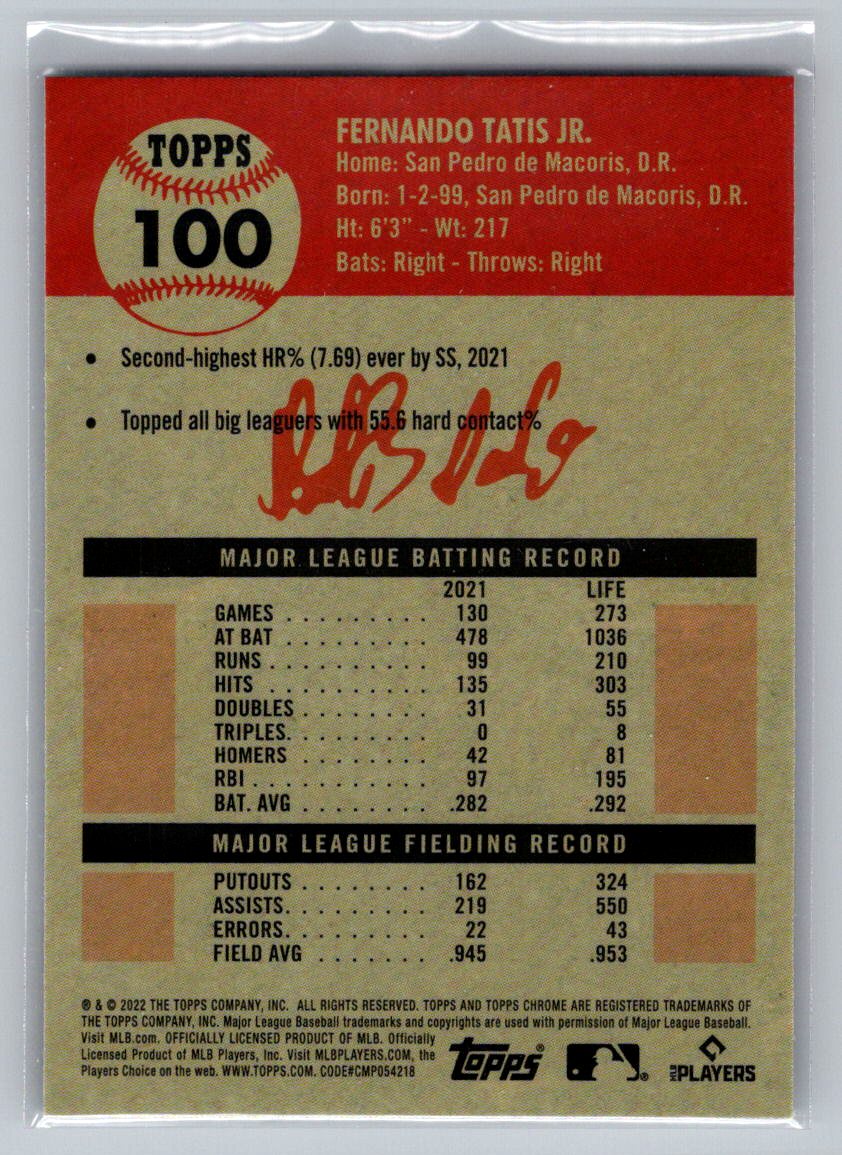 TOPPS
100
FERNANDO TATIS JR.
Home: San Pedro de Macoris, D.R.
Born: 1-2-99, San Pedro de Macoris, D.R.
Ht: 6'3" - Wt: 217
Bats: Right - Throws: Right
• Second-highest HR% (7.69) ever by SS, 2021
• Topped all big leaguers with 55.6 hard contact%
MAJOR LEAGUE BATTING RECORD
2021 LIFE
GAMES . . . . . . . . 130 273
AT BAT . . . . . . . . . 478 1036
RUNS . . . . . . . . . 99 210
HITS . . . . . . . . . 135 303
DOUBLES . . . . . . . 31 55
TRIPLES. . . . . . . . 0 8
HOMERS . . . . . . . 42 81
RBI . . . . . . . . . . 97 195
BAT. AVG . . . . . . . .282 .292
MAJOR LEAGUE FIELDING RECORD
PUTOUTS . . . . . . . 162 324
ASSISTS. . . . . . . . 219 550
ERRORS. . . . . . . . 22 43
FIELD AVG . . . . . . .945 .953
® & © 2022 THE TOPPS COMPANY, INC. ALL RIGHTS RESERVED. TOPPS AND TOPPS CHROME ARE REGISTERED TRADEMARKS OF
THE TOPPS COMPANY, INC. Major League Baseball trademarks and copyrights are used with permission of Major League Baseball.
Visit MLB.com. OFFICIALLY LICENSED PRODUCT OF MLB. Officially
Licensed Product of MLB Players, Inc. Visit MLBPLAYERS.COM, the
Players Choice on the web. WWW.TOPPS.COM. CODE#CMP054218
Topps®
®
MLB PLAYERS